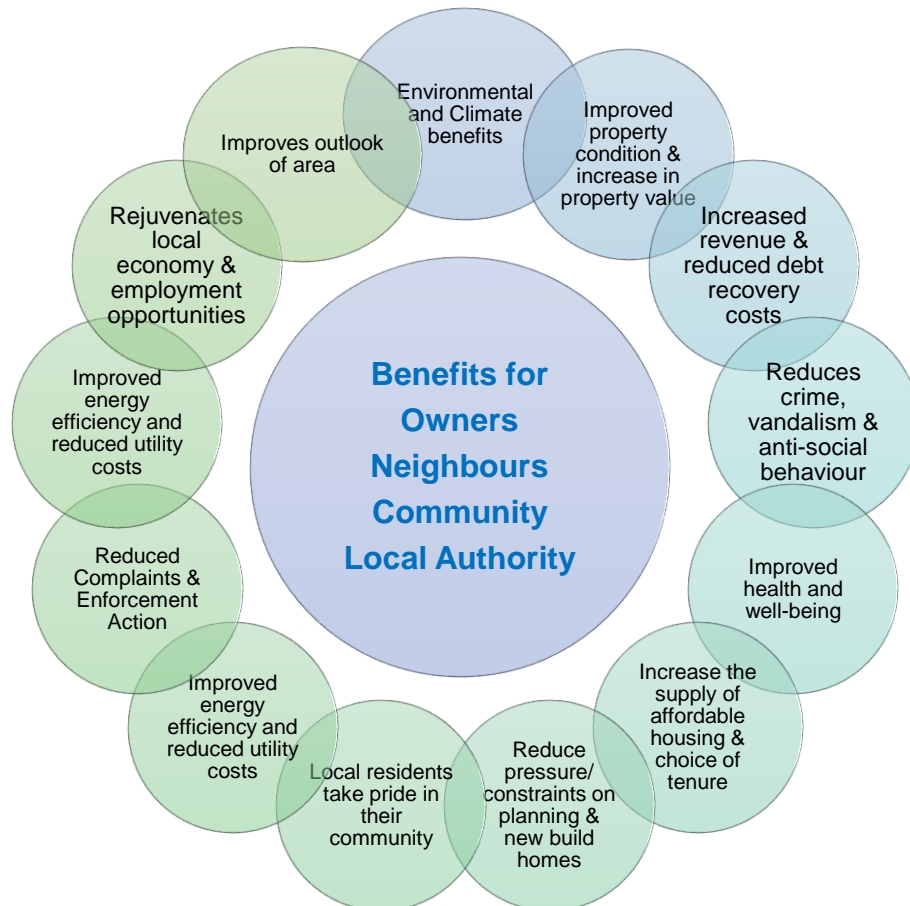 Environmental
and Climate
benefits
Improved
property
condition &
increase in
property value
Increased
revenue &
reduced debt
recovery
costs
Reduces
crime,
vandalism &
anti-social
behaviour
Improved
health and
well-being
Increase the
supply of
affordable
housing &
choice of
tenure
Reduce
pressure/
constraints on
planning &
new build
homes
Local residents
take pride in
their
community
Improved
energy
efficiency and
reduced utility
costs
Reduced
Complaints &
Enforcement
Action
Improved
energy
efficiency and
reduced utility
costs
Rejuvenates
local
economy &
employment
opportunities
Improves outlook
of area
Benefits for
Owners
Neighbours
Community
Local Authority